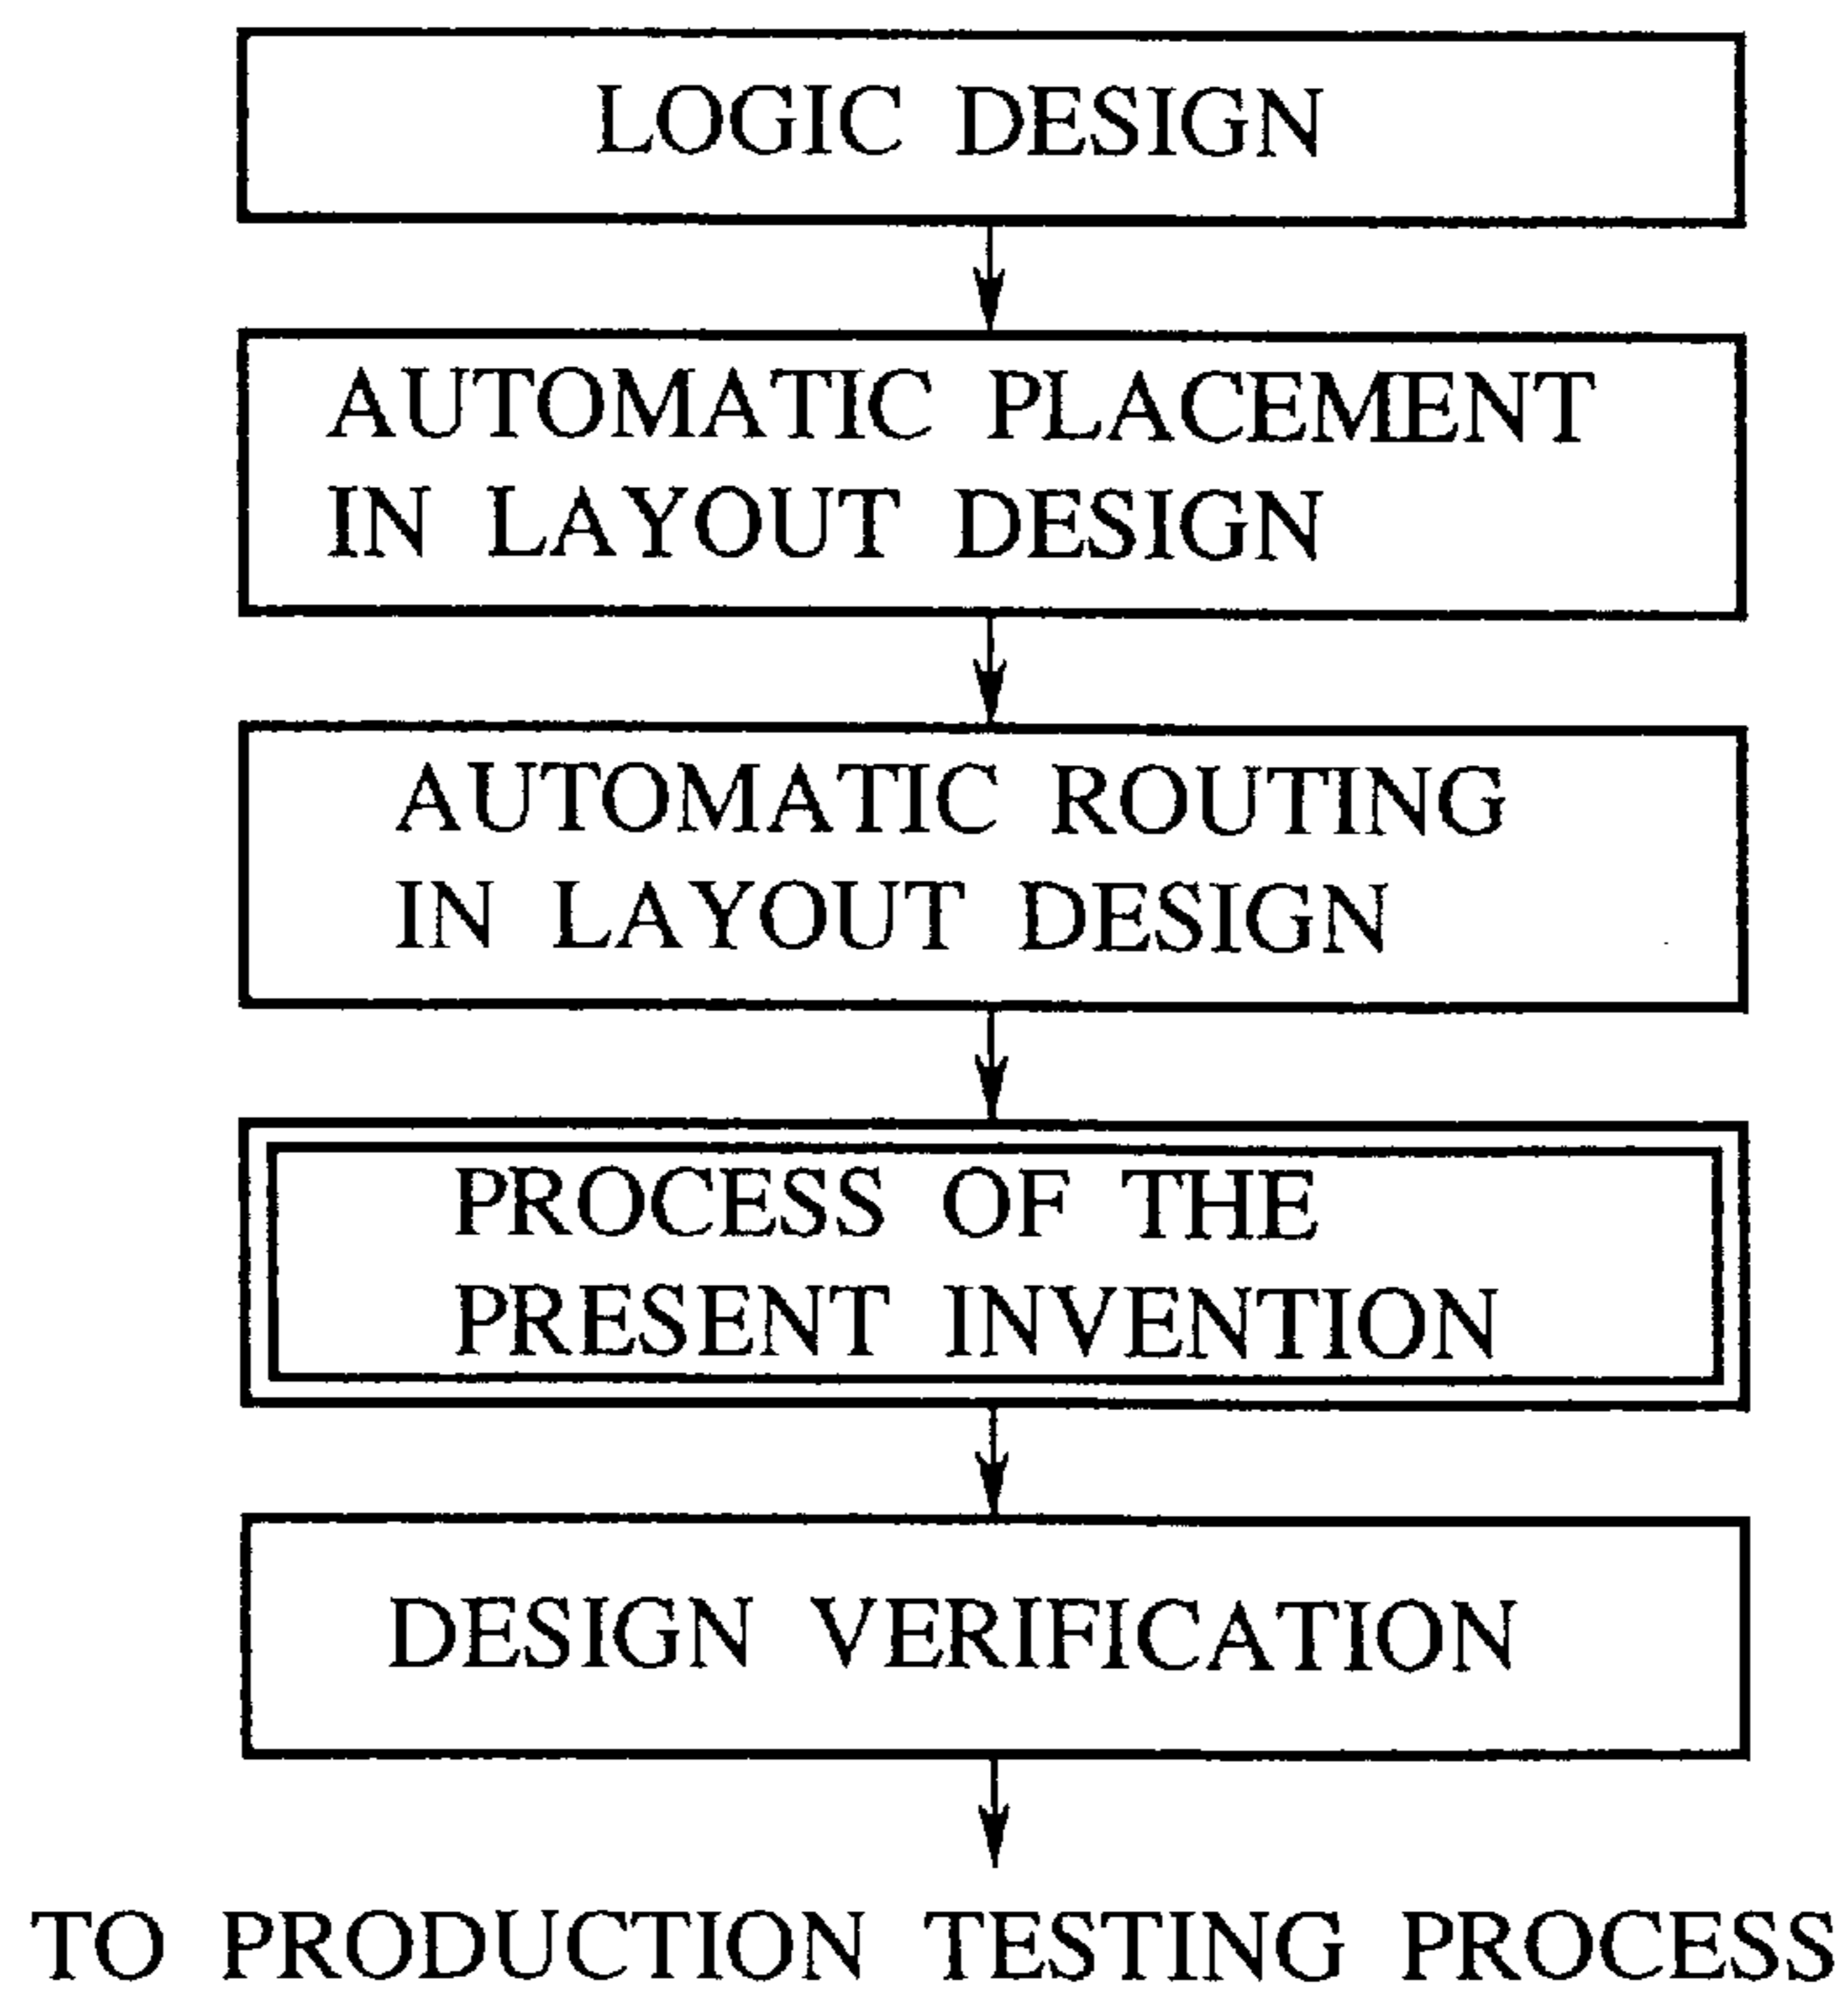 LOGIC DESIGN
AUTOMATIC PLACEMENT
IN LAYOUT DESIGN
AUTOMATIC ROUTING
IN LAYOUT DESIGN
PROCESS OF THE
PRESENT INVENTION
DESIGN VERIFICATION
TO PRODUCTION TESTING PROCESS